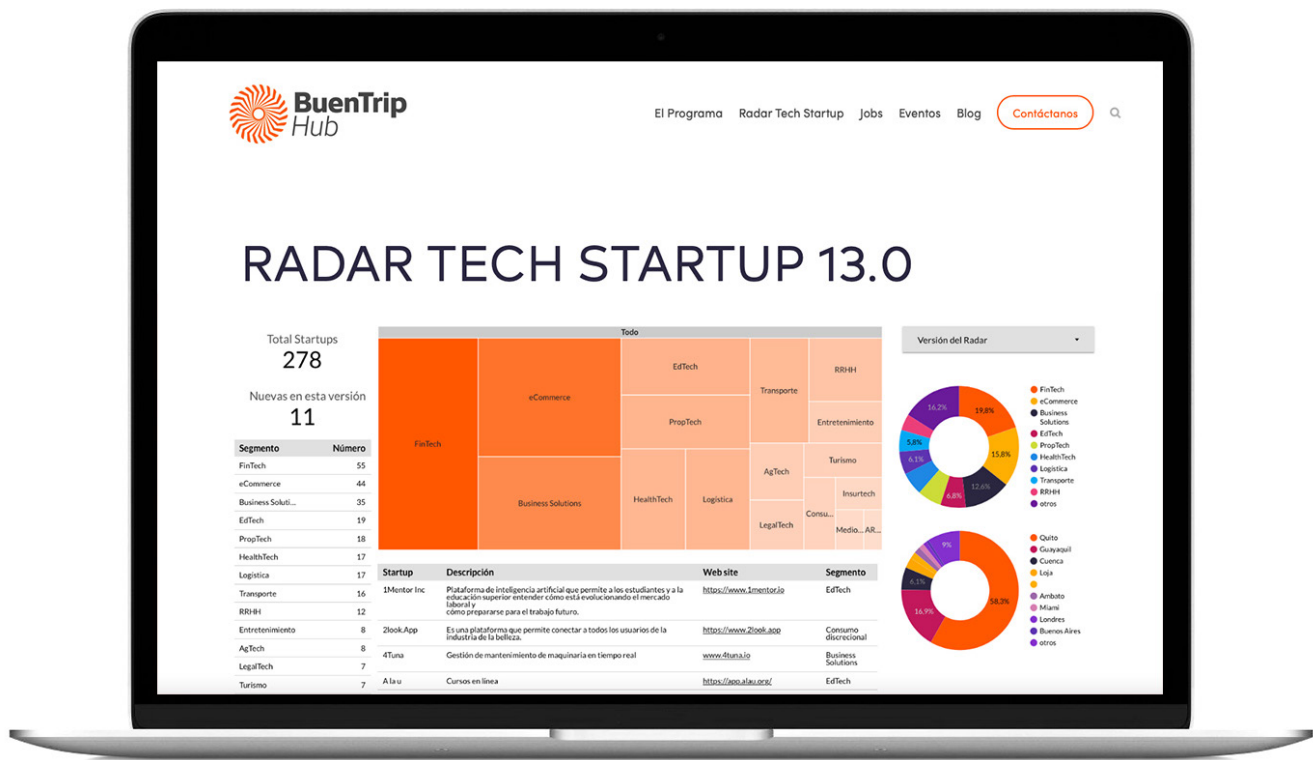 BuenTrip
Hub
El Programa Radar Tech Startup Jobs Eventos Blog Contáctanos
RADAR TECH STARTUP 13.0
Total Startups
278
Nuevas en esta versión
11
Segmento Número
FinTech 55
eCommerce 44
Business Soluti... 35
EdTech 19
PropTech 18
HealthTech 17
Logística 17
Transporte 16
RRHH 12
Entretenimiento 8
AgTech 8
LegalTech 7
Turismo 7
Todo
FinTech
eCommerce
Business Solutions
EdTech
PropTech
HealthTech
Logística
Transporte
RRHH
Entretenimiento
AgTech
Turismo
LegalTech
Consu...
Insurtech
Medio...
AR...
Startup Descripción Web site Segmento
1Mentor Inc Plataforma de inteligencia artificial que permite a los estudiantes y a la https://www.1mentor.io EdTech
educación superior entender cómo está evolucionando el mercado
laboral y
cómo prepararse para el trabajo futuro.
2look.App Es una plataforma que permite conectar a todos los usuarios de la https://www.2look.app Consumo
industria de la belleza. discrecional
4Tuna Gestión de mantenimiento de maquinaria en tiempo real www.4tuna.io Business
Solutions
A la u Cursos en línea https://app.alau.org/ EdTech
Versión del Radar
19,8%
15,8%
12,6%
6,8%
6,1%
5,8%
16,2%
FinTech
eCommerce
Business
Solutions
EdTech
PropTech
HealthTech
Logística
Transporte
RRHH
otros
58,3%
16,9%
6,1%
9%
Quito
Guayaquil
Cuenca
Loja
Ambato
Miami
Londres
Buenos Aires
otros